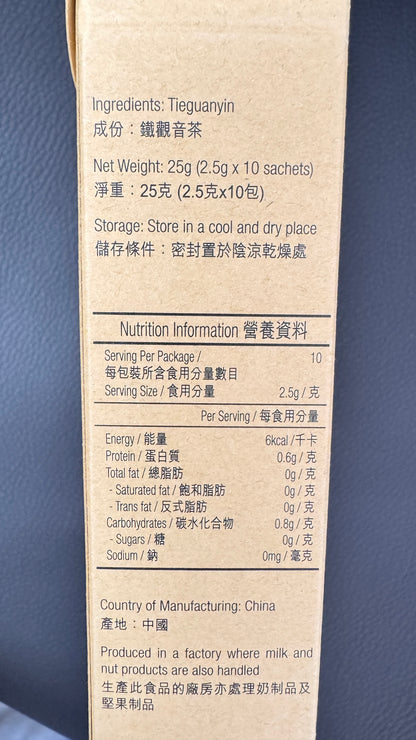 Ingredients: Tieguanyin
成份：鐵觀音茶
Net Weight: 25g (2.5g x 10 sachets)
淨重：25克 (2.5克x10包)
Storage: Store in a cool and dry place
儲存條件：密封置於陰涼乾燥處
Nutrition Information 營養資料
Serving Per Package / 10
每包裝所含食用分量數目
Serving Size / 食用分量 2.5g / 克
Per Serving / 每食用分量
Energy / 能量 6kcal /千卡
Protein / 蛋白質 0.6g / 克
Total fat / 總脂肪 0g / 克
- Saturated fat / 飽和脂肪 0g / 克
- Trans fat / 反式脂肪 0g / 克
Carbohydrates / 碳水化合物 0.8g / 克
- Sugars / 糖 0g / 克
Sodium / 鈉 0mg / 毫克
Country of Manufacturing: China
產地：中國
Produced in a factory where milk and
nut products are also handled
生產此食品的廠房亦處理奶制品及
堅果制品